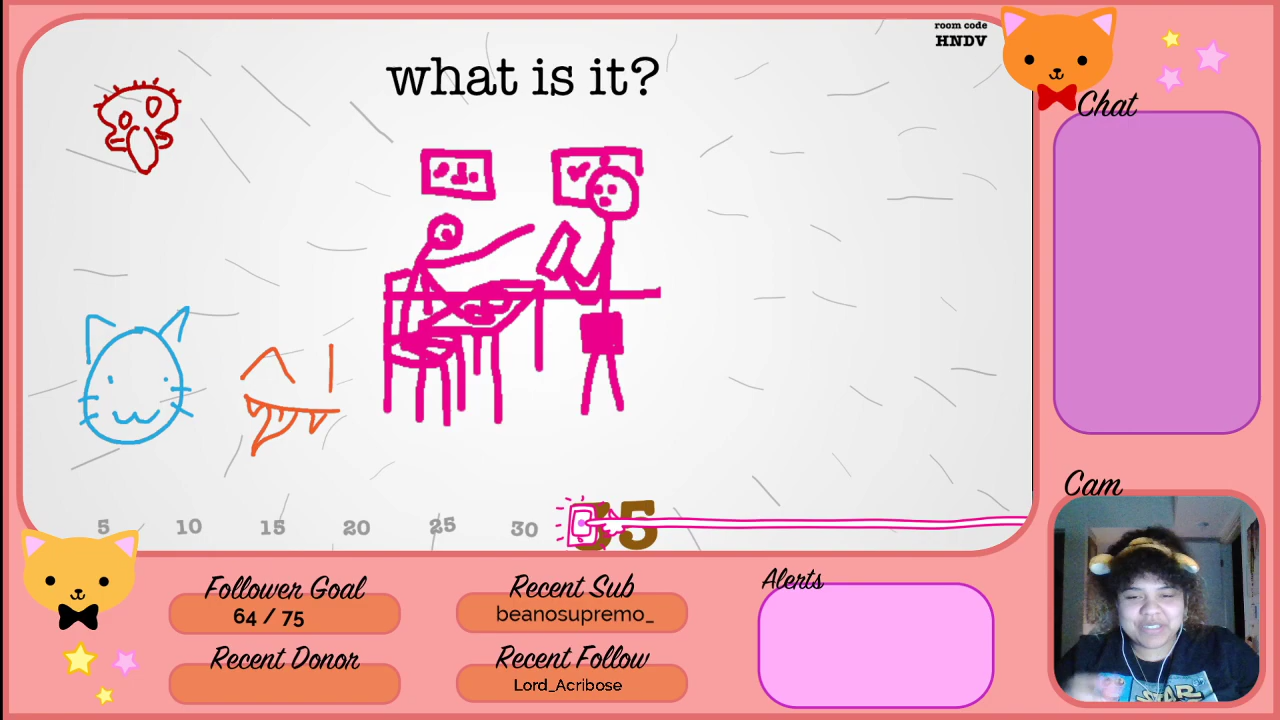 room code
HNDV
what is it?
Chat
5 10 15 20 25 30 35
Cam
Follower Goal
64 / 75
Recent Sub
beanosupremo_
Alerts
Recent Donor
Recent Follow
Lord_Acribose